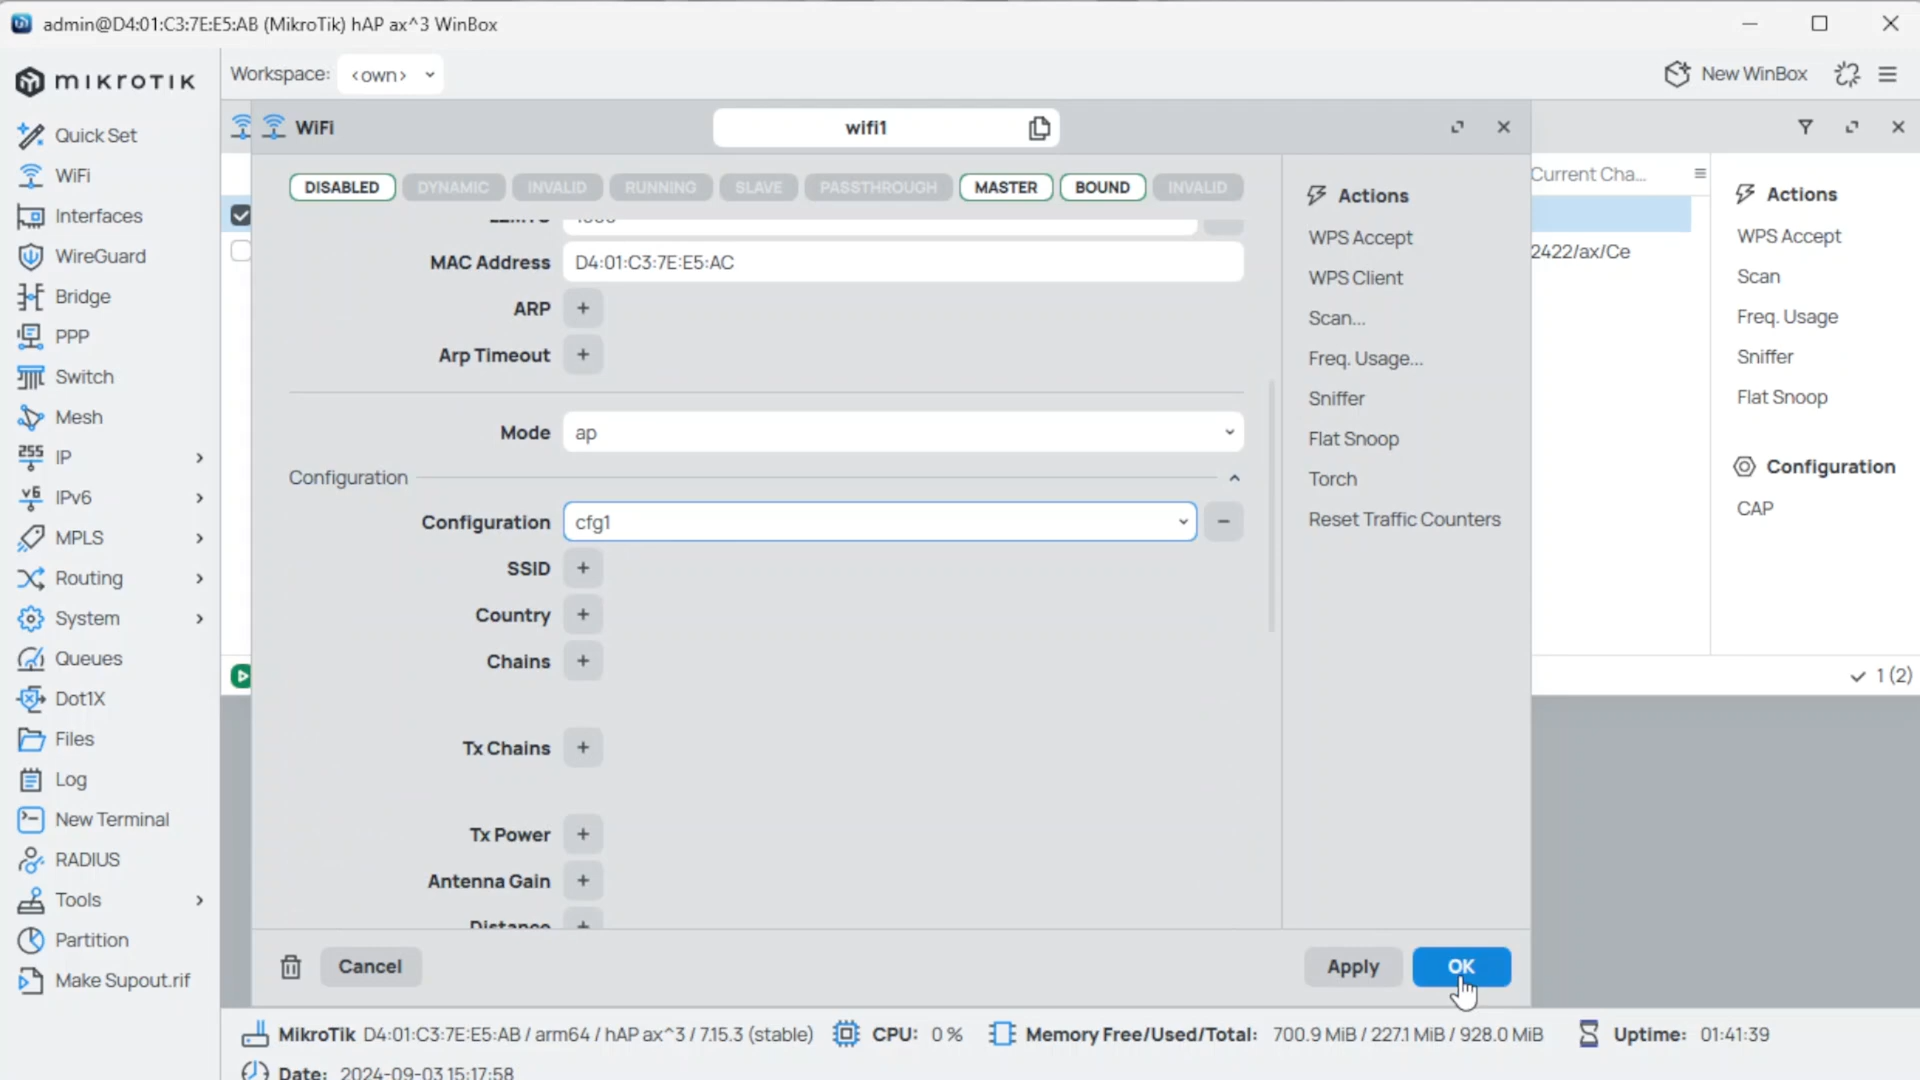 admin@D4:01:C3:7E:E5:AB (MikroTik) hAP ax^3 WinBox
MIKROTIK
Workspace: <own>
New WinBox
Quick Set
WiFi
Interfaces
WireGuard
Bridge
PPP
Switch
Mesh
255 IP
v6 IPv6
MPLS
Routing
System
Queues
Dot1X
Files
Log
New Terminal
RADIUS
Tools
Partition
Make Supout.rif
WiFi
wifi1
DISABLED DYNAMIC INVALID RUNNING SLAVE PASSTHROUGH MASTER BOUND INVALID
MAC Address D4:01:C3:7E:E5:AC
ARP +
Arp Timeout +
Mode ap
Configuration
Configuration cfg1 −
SSID +
Country +
Chains +
Tx Chains +
Tx Power +
Antenna Gain +
Distance +
Cancel
Apply
OK
Actions
WPS Accept
WPS Client
Scan...
Freq. Usage...
Sniffer
Flat Snoop
Torch
Reset Traffic Counters
Current Cha...
2422/ax/Ce
1 (2)
Actions
WPS Accept
Scan
Freq. Usage
Sniffer
Flat Snoop
Configuration
CAP
MikroTik D4:01:C3:7E:E5:AB / arm64 / hAP ax^3 / 7.15.3 (stable) CPU: 0 % Memory Free/Used/Total: 700.9 MiB / 227.1 MiB / 928.0 MiB Uptime: 01:41:39
Date: 2024-09-03 15:17:58